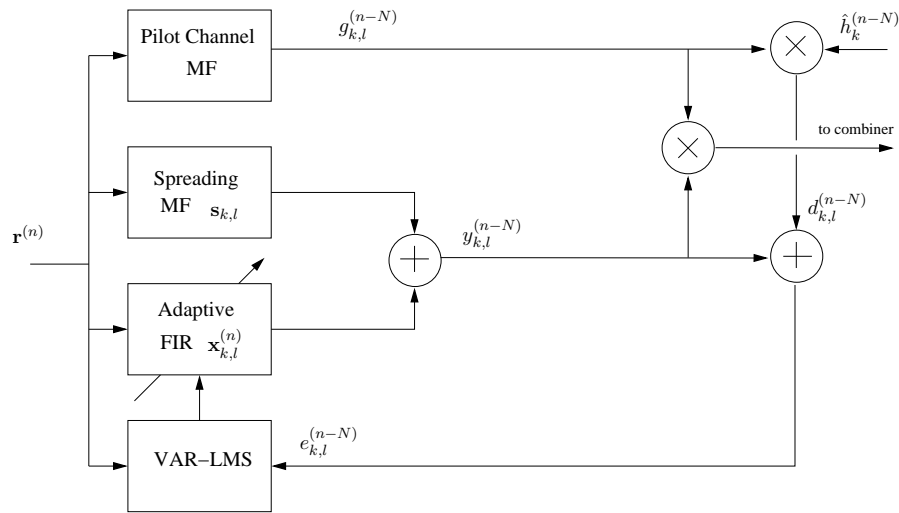 Pilot Channel
MF
g_{k,l}^{(n−N)}
ĥ_k^{(n−N)}
×
×
to combiner
Spreading
MF s_{k,l}
d_{k,l}^{(n−N)}
r^{(n)}
+
y_{k,l}^{(n−N)}
+
Adaptive
FIR x_{k,l}^{(n)}
VAR–LMS
e_{k,l}^{(n−N)}